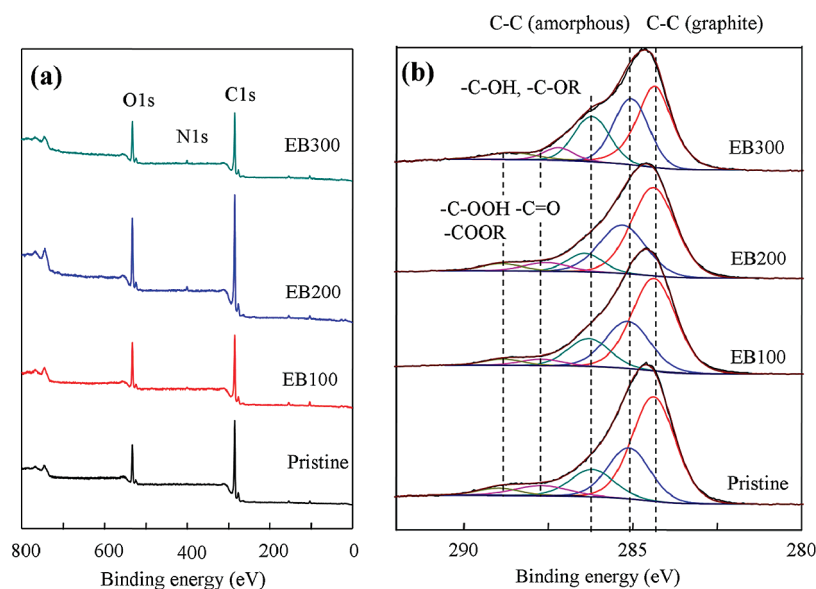 C-C (amorphous) C-C (graphite)
(a)
O1s
N1s
C1s
EB300
EB200
EB100
Pristine
800 600 400 200 0
Binding energy (eV)
(b)
-C-OH, -C-OR
EB300
-C-OOH -C=O
-COOR
EB200
EB100
Pristine
290 285 280
Binding energy (eV)